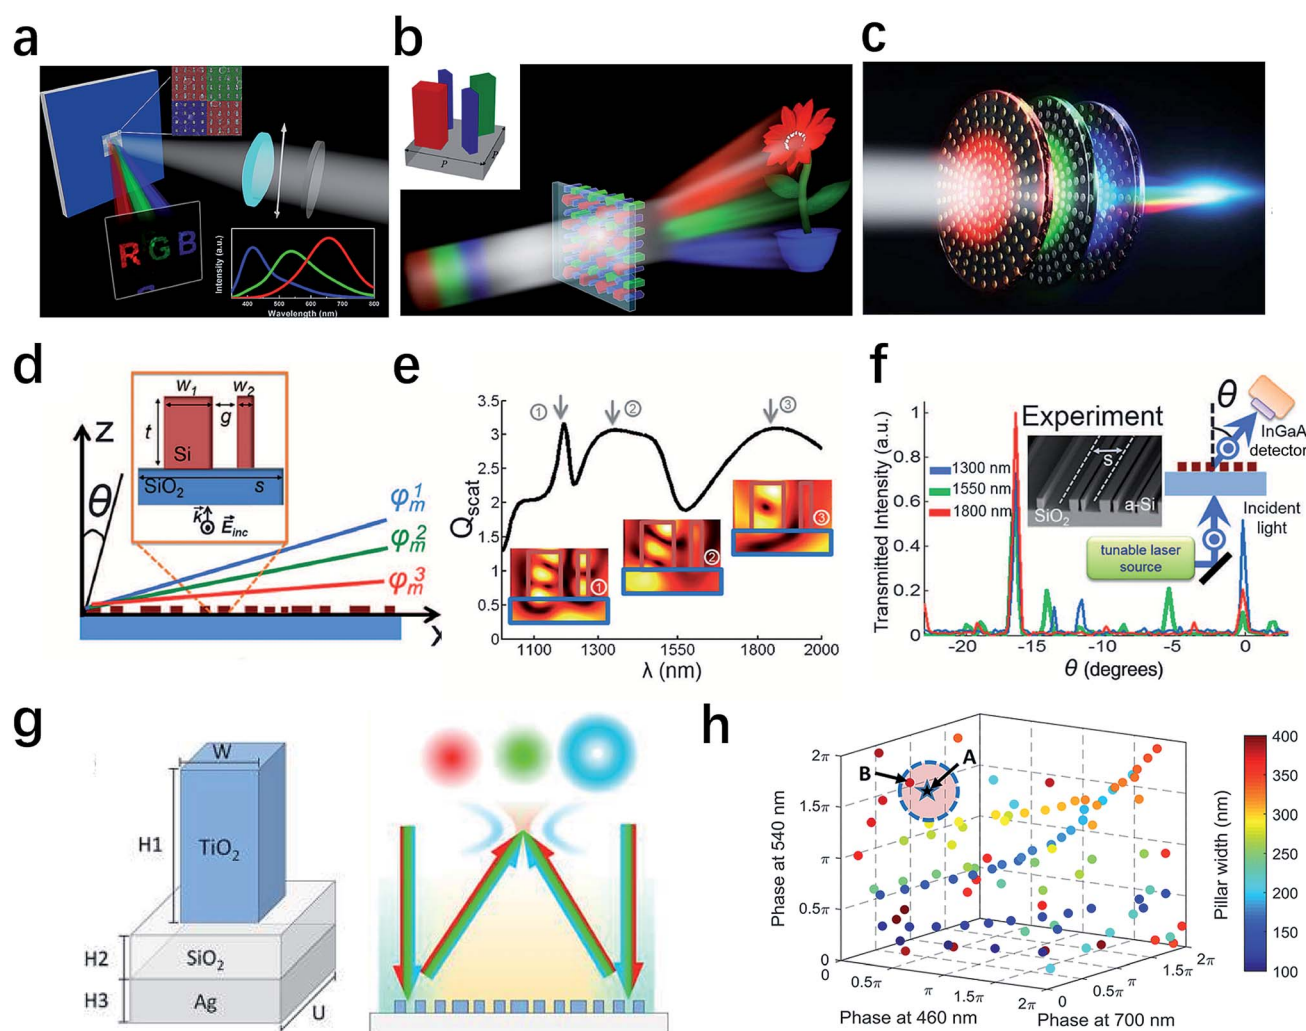 a
R G B
Intensity (a.u.)
400 500 600 700 800
Wavelength (nm)
b
P
P
c
d
W1 W2
g
t
Si
SiO2
s
k
Einc
z
θ
φm1
φm2
φm3
x
e
3.5
3
2.5
2
1.5
1
0.5
0
Qscat
1100 1300 1550 1800 2000
λ (nm)
① ② ③
①
②
③
f
Experiment
1300 nm
1550 nm
1800 nm
S
SiO2
a-Si
θ
InGaA
detector
Incident
light
tunable laser
source
Transmitted Intensity (a.u.)
1
0.8
0.6
0.4
0.2
0
-20 -15 -10 -5 0
θ (degrees)
g
W
H1
TiO2
H2
SiO2
H3
Ag
U
h
2π
1.5π
π
0.5π
0
Phase at 540 nm
B
A
0 0.5π π 1.5π 2π
Phase at 460 nm
0 0.5π π 1.5π 2π
Phase at 700 nm
Pillar width (nm)
400
350
300
250
200
150
100